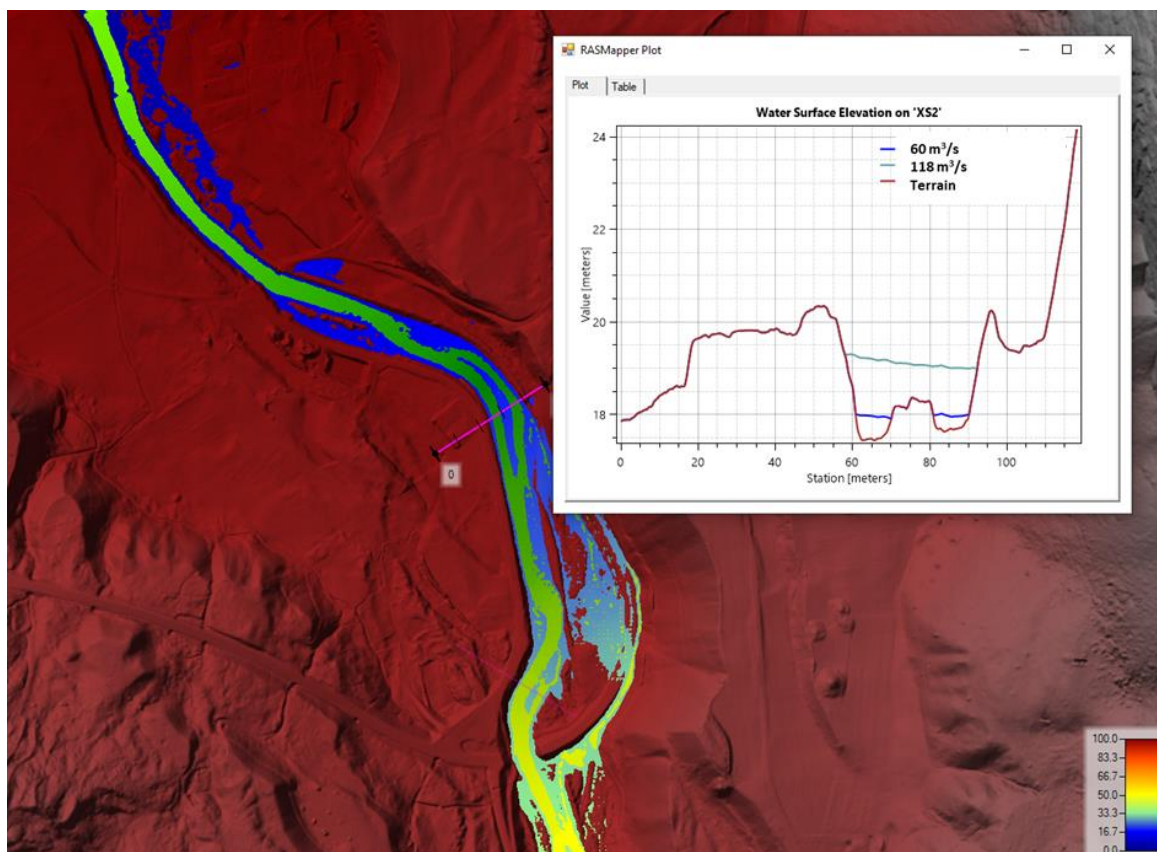 RASMapper Plot
Plot
Table
Water Surface Elevation on 'XS2'
60 m³/s
118 m³/s
Terrain
24
22
20
18
Value [meters]
0 20 40 60 80 100
Station [meters]
0
100.0
83.3
66.7
50.0
33.3
16.7
0.0